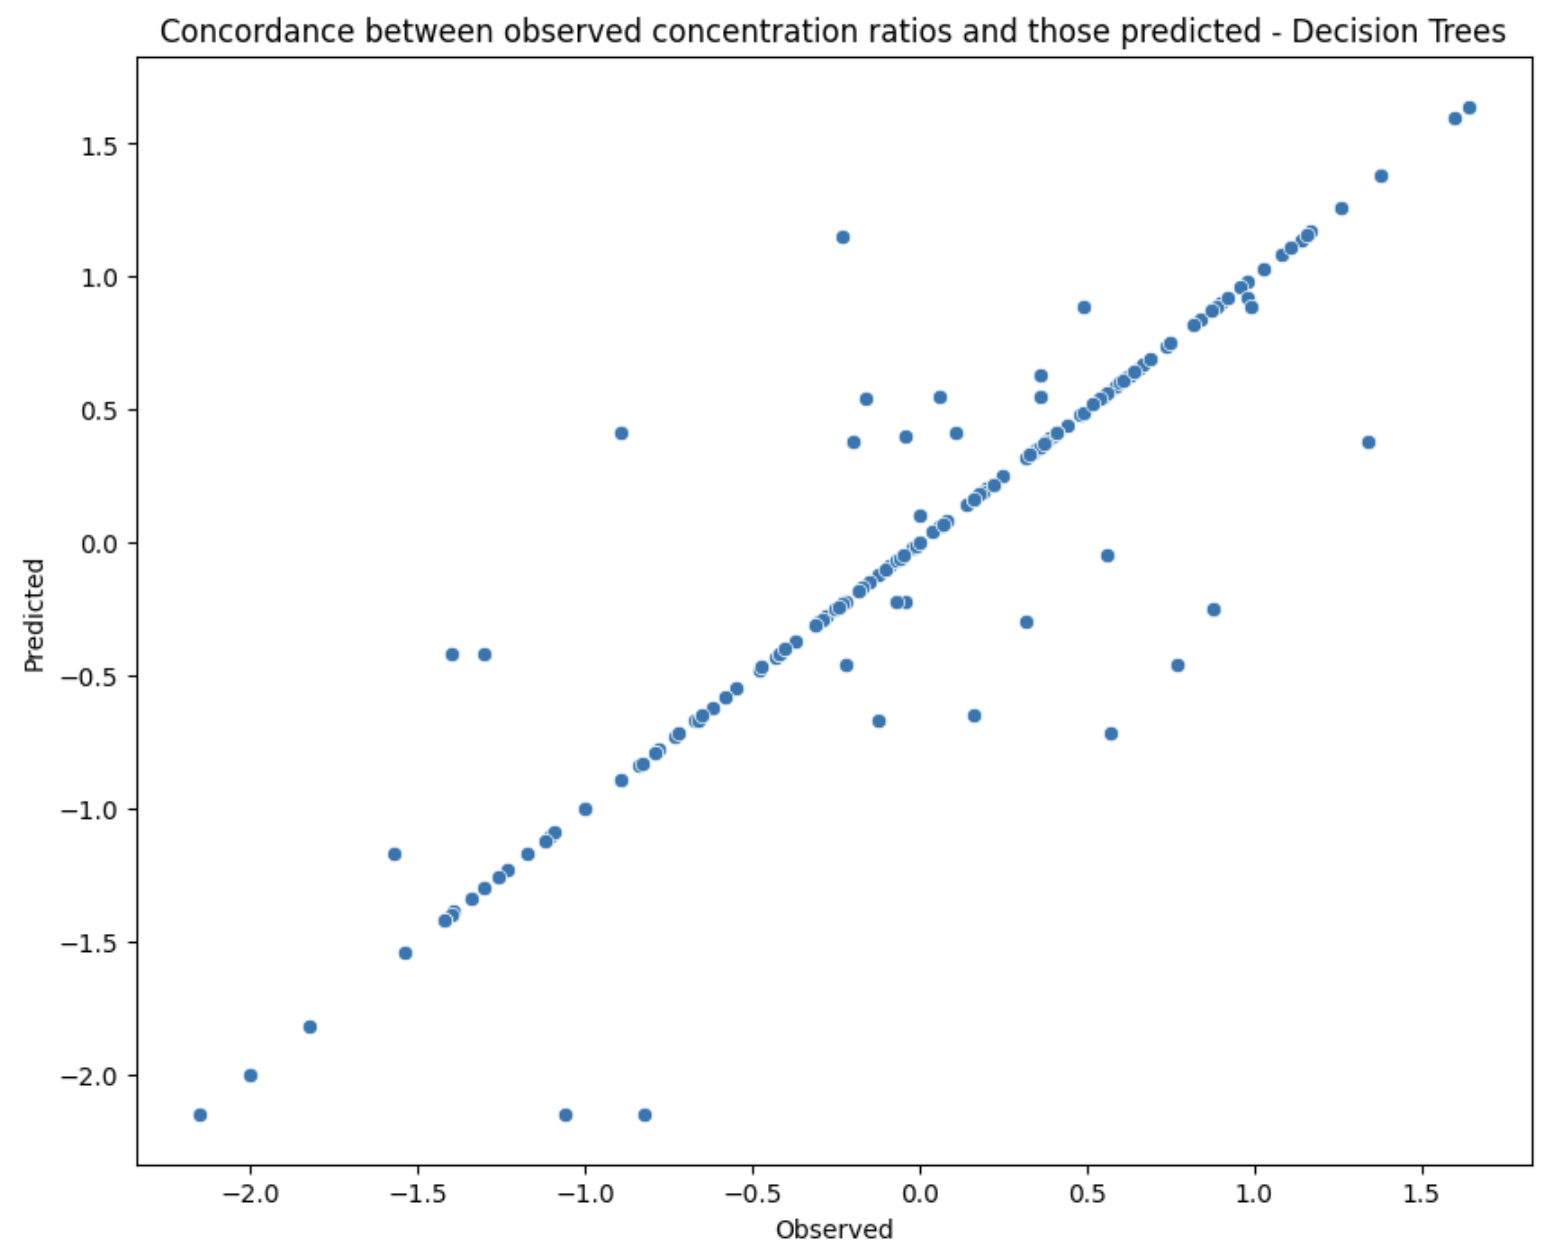 Concordance between observed concentration ratios and those predicted - Decision Trees
1.5
1.0
0.5
0.0
−0.5
−1.0
−1.5
−2.0
Predicted
−2.0 −1.5 −1.0 −0.5 0.0 0.5 1.0 1.5
Observed